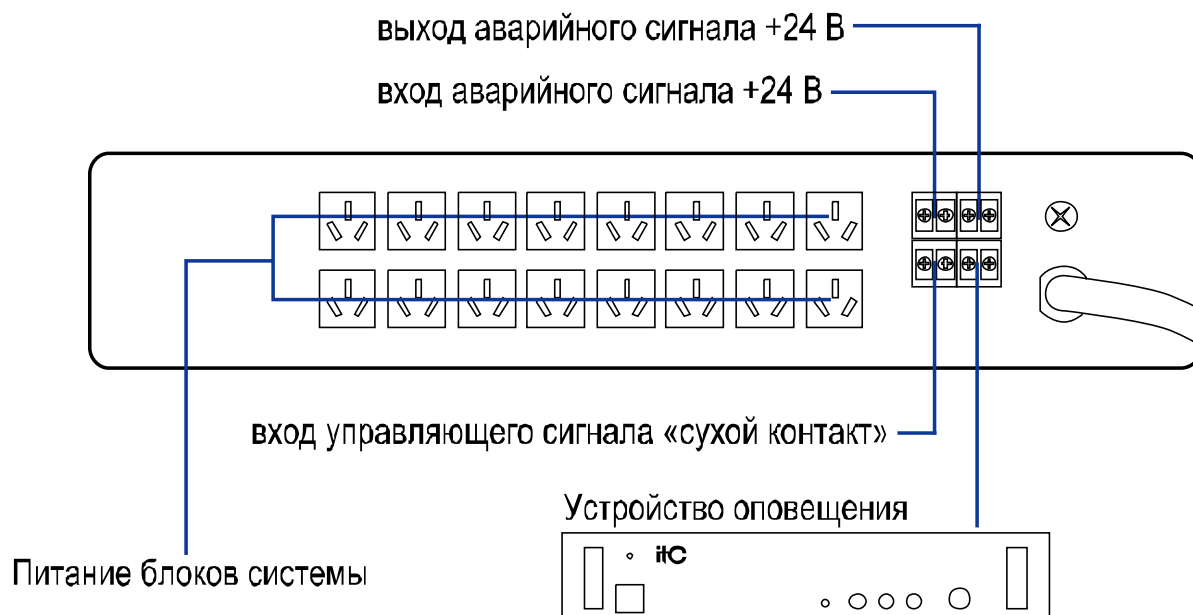 выход аварийного сигнала +24 В
вход аварийного сигнала +24 В
вход управляющего сигнала «сухой контакт»
Устройство оповещения
itC
Питание блоков системы